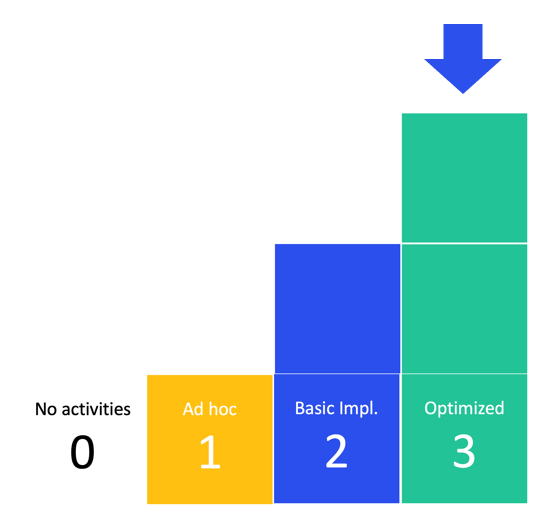 No activities
0
Ad hoc
1
Basic Impl.
2
Optimized
3